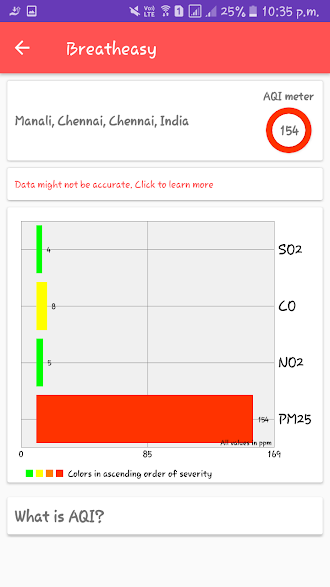 VoLTE 1 25% 10:35 p.m.
Breatheasy
AQI meter
Manali, Chennai, Chennai, India
154
Data might not be accurate. Click to learn more
4 SO2
8 CO
5 NO2
154 PM25
All values in ppm
0 85 169
Colors in ascending order of severity
What is AQI?